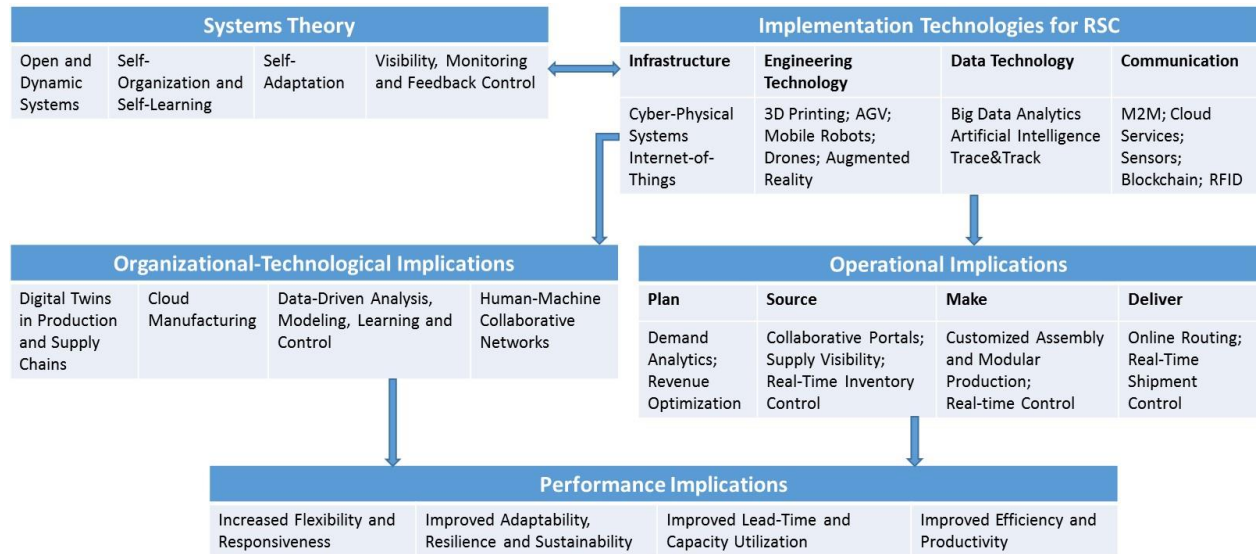 Systems Theory
Open and
Dynamic
Systems
Self-
Organization and
Self-Learning
Self-
Adaptation
Visibility, Monitoring
and Feedback Control
Implementation Technologies for RSC
Infrastructure
Engineering
Technology
Data Technology
Communication
Cyber-Physical
Systems
Internet-of-
Things
3D Printing; AGV;
Mobile Robots;
Drones; Augmented
Reality
Big Data Analytics
Artificial Intelligence
Trace&Track
M2M; Cloud
Services;
Sensors;
Blockchain; RFID
Organizational-Technological Implications
Digital Twins
in Production
and Supply
Chains
Cloud
Manufacturing
Data-Driven Analysis,
Modeling, Learning and
Control
Human-Machine
Collaborative
Networks
Operational Implications
Plan
Source
Make
Deliver
Demand
Analytics;
Revenue
Optimization
Collaborative Portals;
Supply Visibility;
Real-Time Inventory
Control
Customized Assembly
and Modular
Production;
Real-time Control
Online Routing;
Real-Time
Shipment
Control
Performance Implications
Increased Flexibility and
Responsiveness
Improved Adaptability,
Resilience and Sustainability
Improved Lead-Time and
Capacity Utilization
Improved Efficiency and
Productivity